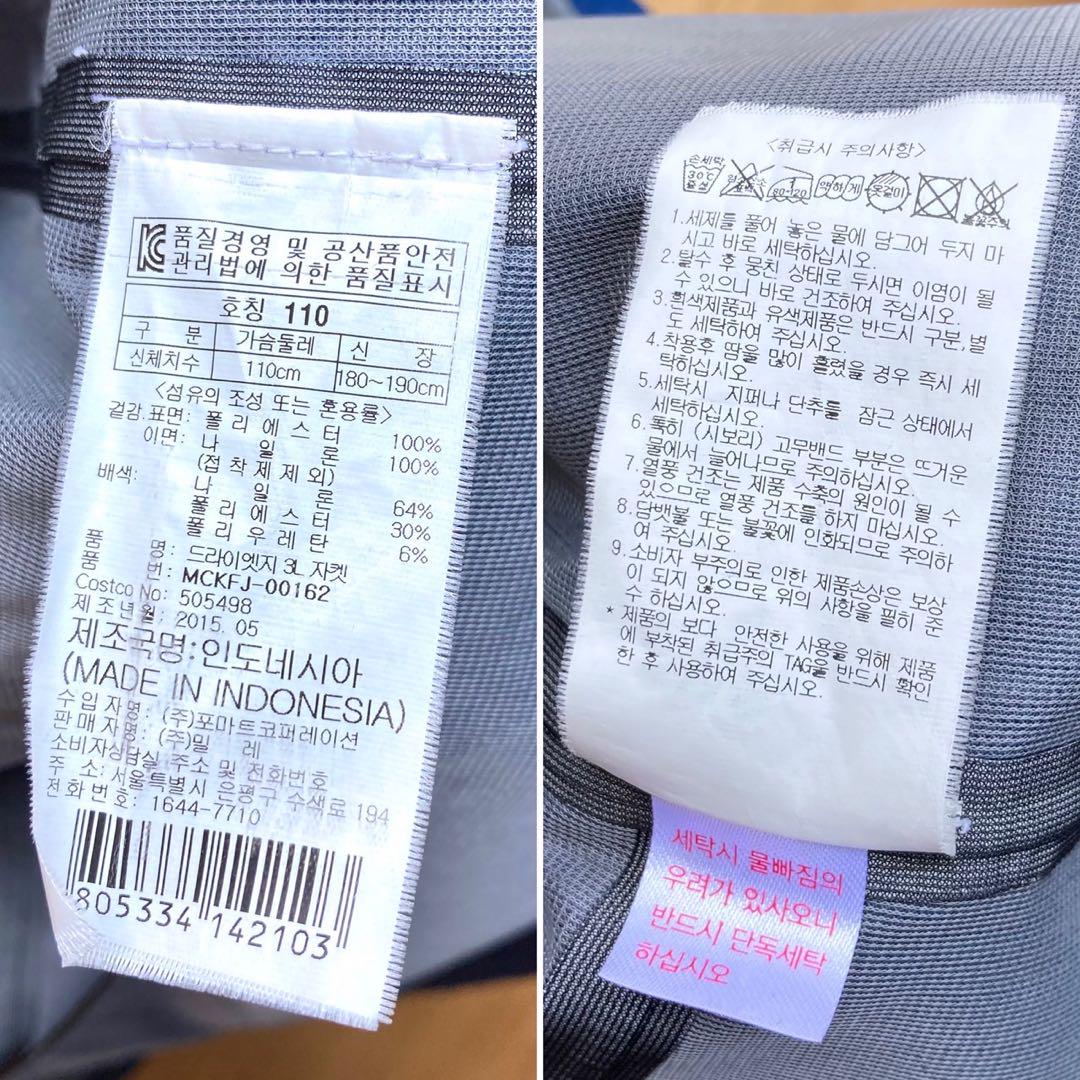 품질경영 및 공산품안전
관리법에 의한 품질표시
호칭 110
구 분 가슴둘레 신 장
신체치수 110cm 180~190cm
<섬유의 조성 또는 혼용률>
겉감.표면: 폴리에스터 100%
이면: 나 일 론 100%
(접착제 제외)
배색: 나 일 론 64%
폴리에스터 30%
폴리우레탄 6%
품 명: 드라이엣지 3L 자켓
품 번: MCKFJ-00162
Costco No: 505498
제조년월: 2015. 05
제조국명:인도네시아
(MADE IN INDONESIA)
수입자명: (주)포마트코퍼레이션
판매자명: (주)밀 레
소비자상담실 주소 및 전화번호
주 소:서울특별시 은평구 수색로 194
전화번호: 1644-7710
805334 142103
<취급시 주의사항>
손세탁
30℃
중성
80-120
약하게
옷걸이
1.세제를 풀어 놓은 물에 담그어 두지 마
시고 바로 세탁하십시오.
2.탈수 후 뭉친 상태로 두시면 이염이 될
수 있으니 바로 건조하여 주십시오.
3.흰색제품과 유색제품은 반드시 구분,별
도 세탁하여 주십시오.
4.착용후 땀을 많이 흘렸을 경우 즉시 세
탁하십시오.
5.세탁시 지퍼나 단추를 잠근 상태에서
세탁하십시오.
6.특히 (시보리) 고무밴드 부분은 뜨거운
물에서 늘어나므로 주의하십시오.
7.열풍 건조는 제품 수축의 원인이 될 수
있으므로 열풍 건조를 하지 마십시오.
8.담뱃불 또는 불꽃에 인화되므로 주의하
여 주십시오.
9.소비자 부주의로 인한 제품손상은 보상
이 되지 않으므로 위의 사항을 필히 준
수 하십시오.
* 제품의 보다 안전한 사용을 위해 제품
에 부착된 취급주의 TAG을 반드시 확인
한 후 사용하여 주십시오.
세탁시 물빠짐의
우려가 있사오니
반드시 단독세탁
하십시오